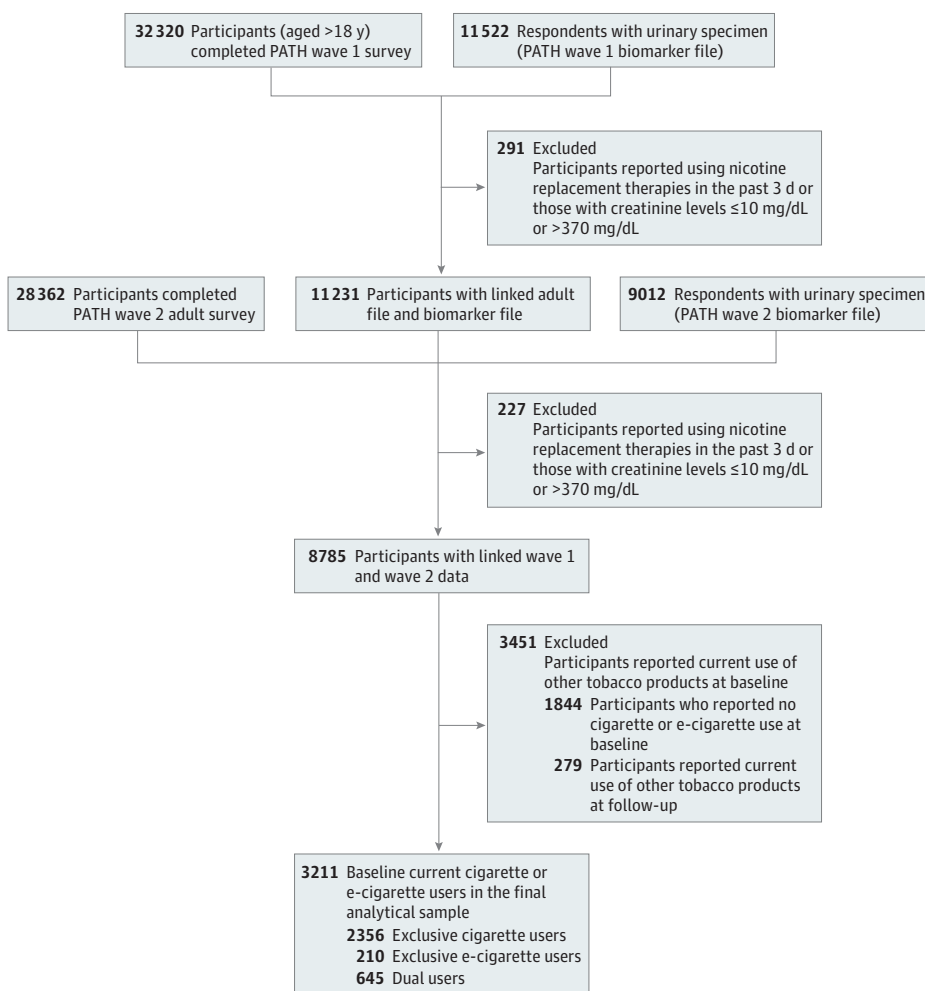 32320 Participants (aged >18 y)
completed PATH wave 1 survey
11522 Respondents with urinary specimen
(PATH wave 1 biomarker file)
291 Excluded
Participants reported using nicotine
replacement therapies in the past 3 d or
those with creatinine levels ≤10 mg/dL
or >370 mg/dL
28362 Participants completed
PATH wave 2 adult survey
11231 Participants with linked adult
file and biomarker file
9012 Respondents with urinary specimen
(PATH wave 2 biomarker file)
227 Excluded
Participants reported using nicotine
replacement therapies in the past 3 d or
those with creatinine levels ≤10 mg/dL
or >370 mg/dL
8785 Participants with linked wave 1
and wave 2 data
3451 Excluded
Participants reported current use of
other tobacco products at baseline
1844 Participants who reported no
cigarette or e-cigarette use at
baseline
279 Participants reported current
use of other tobacco products
at follow-up
3211 Baseline current cigarette or
e-cigarette users in the final
analytical sample
2356 Exclusive cigarette users
210 Exclusive e-cigarette users
645 Dual users